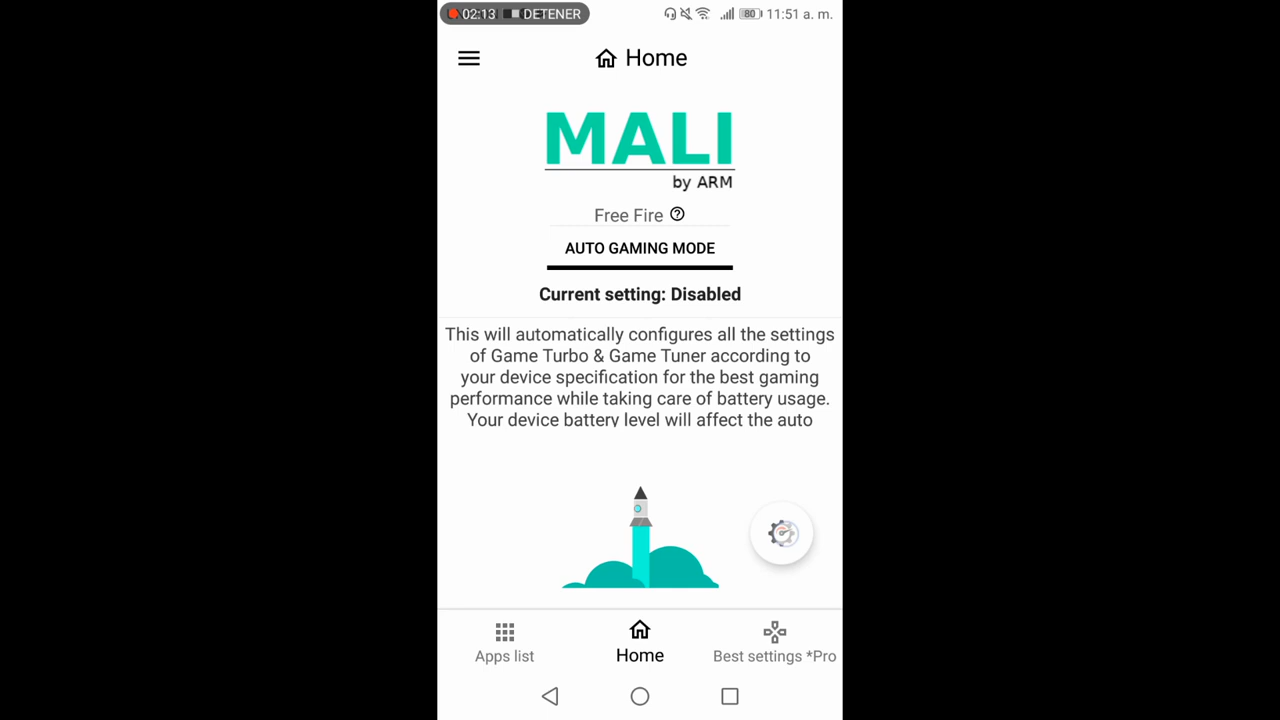 02:13 DETENER 80 11:51 a. m.
Home
MALI
by ARM
Free Fire
AUTO GAMING MODE
Current setting: Disabled
This will automatically configures all the settings
of Game Turbo & Game Tuner according to
your device specification for the best gaming
performance while taking care of battery usage.
Your device battery level will affect the auto
Apps list
Home
Best settings *Pro